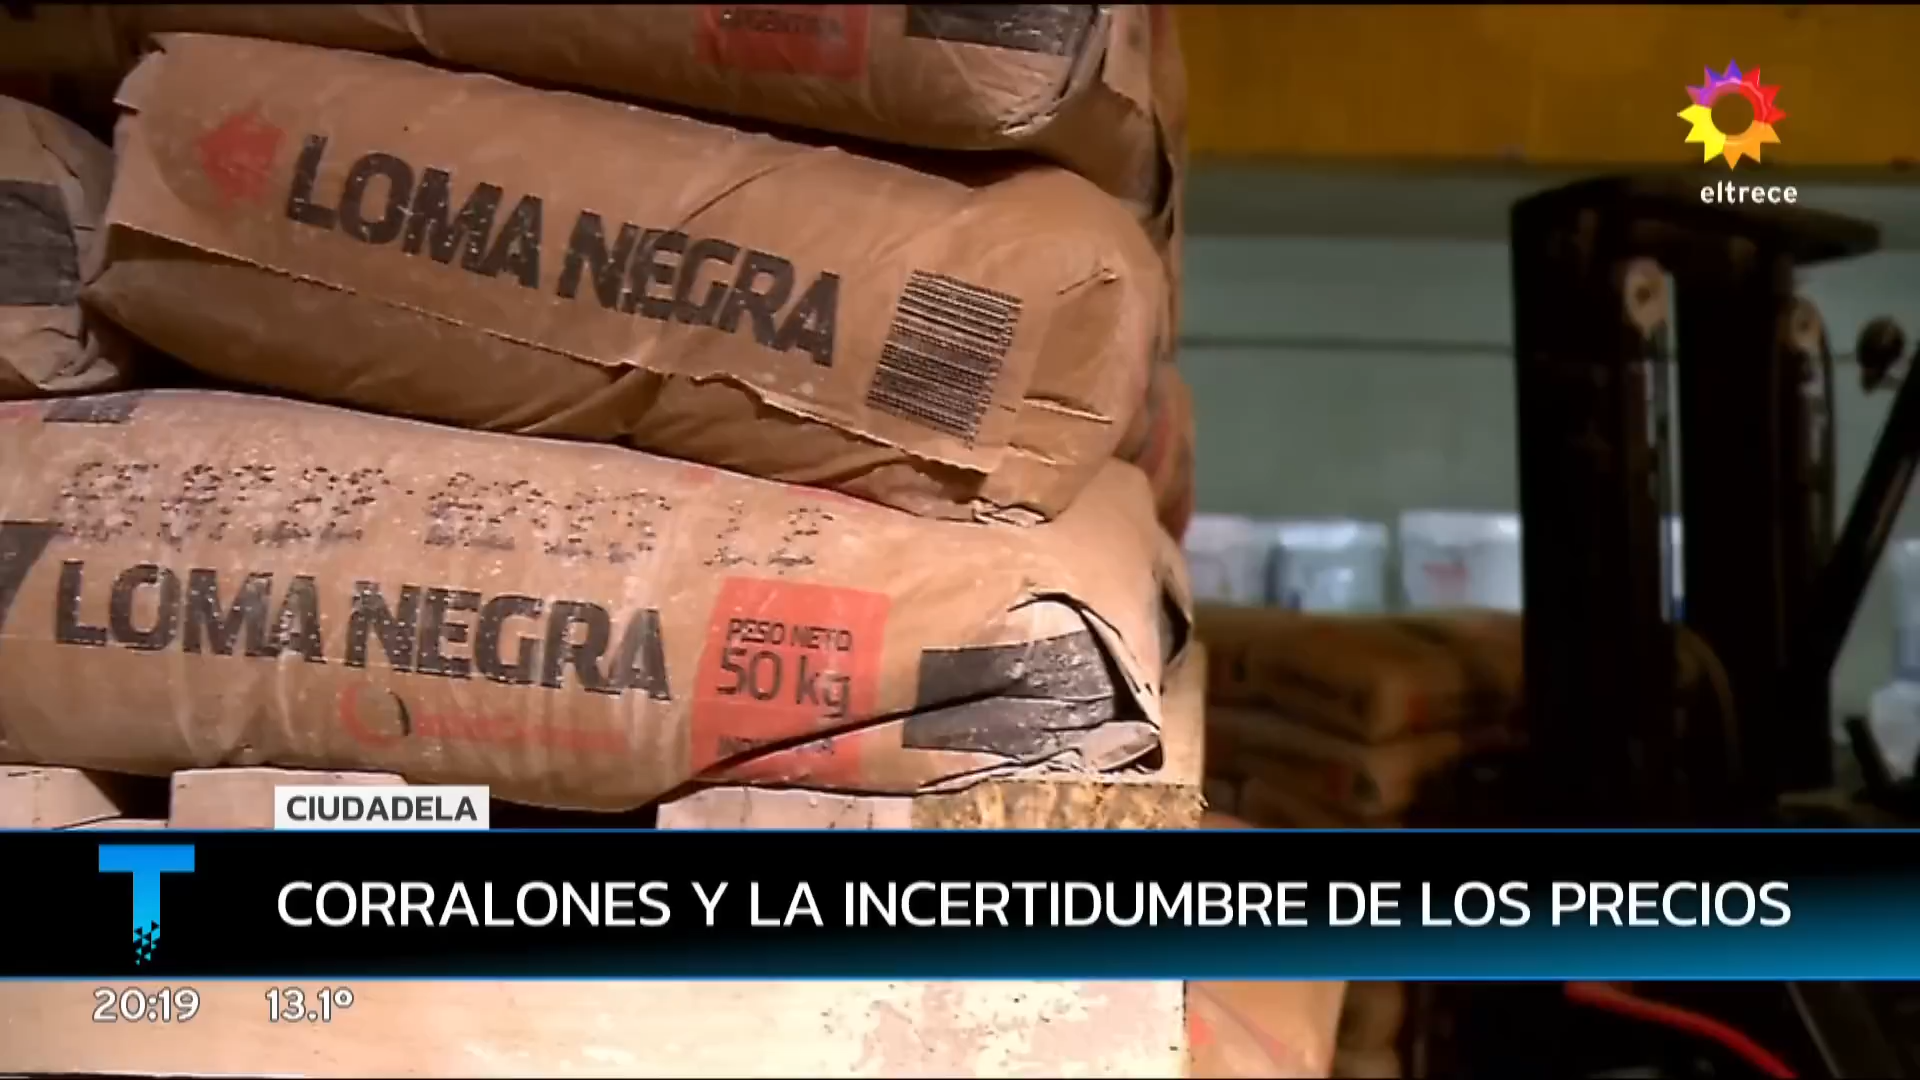 ARGENTINA
eltrece
LOMA NEGRA
LOMA NEGRA
PESO NETO
50 kg
CIUDADELA
T
CORRALONES Y LA INCERTIDUMBRE DE LOS PRECIOS
20:19 13.1°